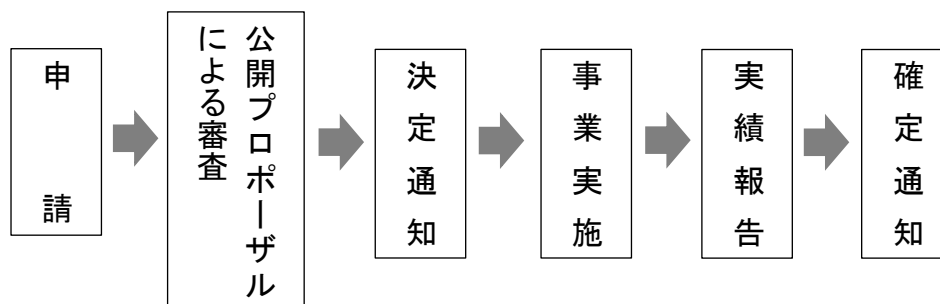 申請
公開プロポーザル
による審査
決定通知
事業実施
実績報告
確定通知